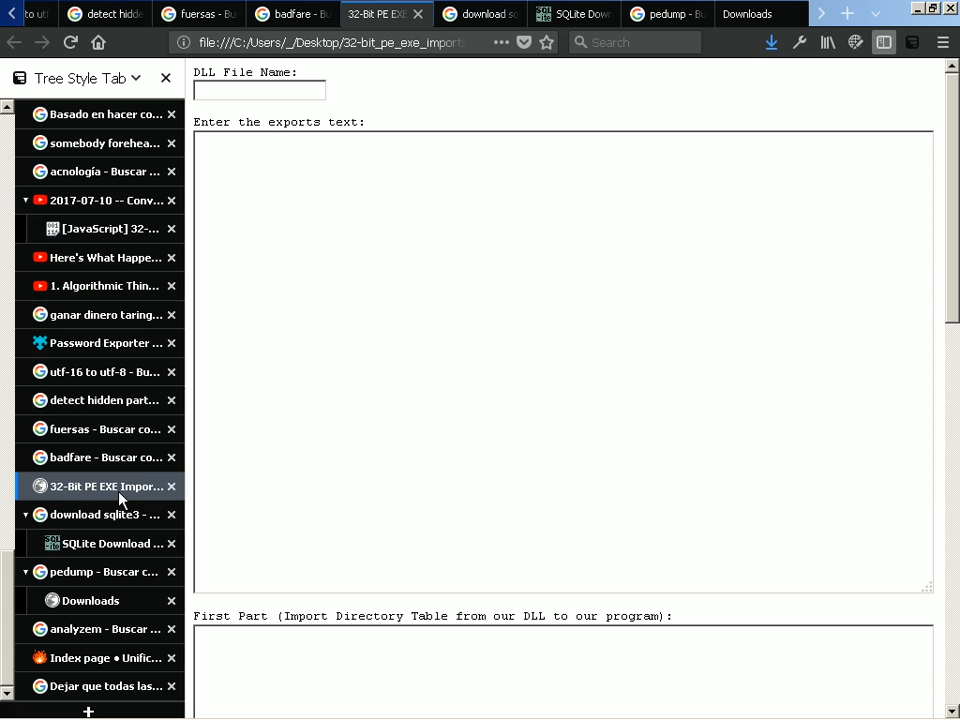 to utf
detect hidde
fuersas - Bu
badfare - Bu
32-Bit PE EXE
download sq
SQLite Down
pedump - Bu
Downloads
file:///C:/Users/_/Desktop/32-bit_pe_exe_imports
Search
Tree Style Tab
Basado en hacer co...
somebody forehea...
acnología - Buscar ...
2017-07-10 -- Conv...
[JavaScript] 32-...
Here's What Happe...
1. Algorithmic Thin...
ganar dinero taring...
Password Exporter ...
utf-16 to utf-8 - Bu...
detect hidden part...
fuersas - Buscar co...
badfare - Buscar co...
32-Bit PE EXE Impor...
download sqlite3 - ...
SQLite Download ...
pedump - Buscar c...
Downloads
analyzem - Buscar ...
Index page • Unific...
Dejar que todas las...
DLL File Name:
Enter the exports text:
First Part (Import Directory Table from our DLL to our program):